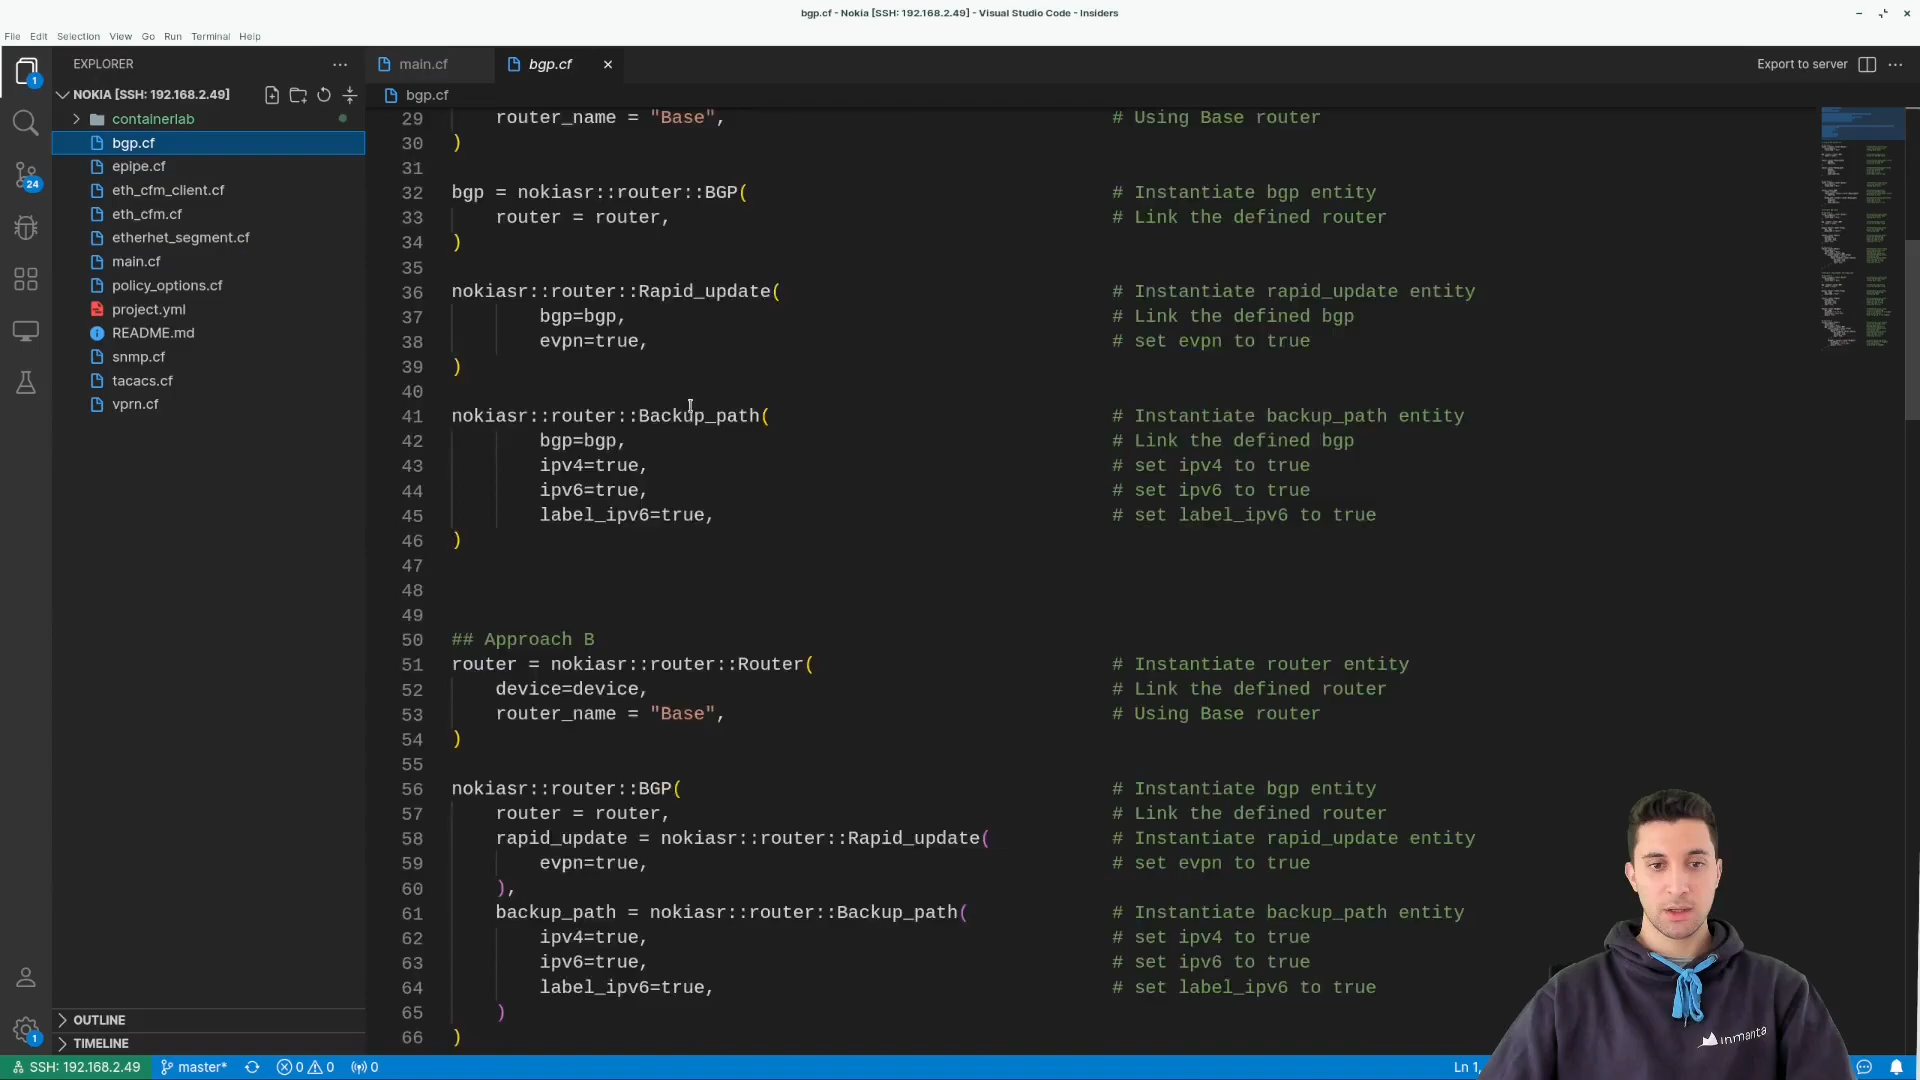 bgp.cf - Nokia [SSH: 192.168.2.49] - Visual Studio Code - Insiders
File Edit Selection View Go Run Terminal Help
EXPLORER
NOKIA [SSH: 192.168.2.49]
containerlab
bgp.cf
epipe.cf
eth_cfm_client.cf
eth_cfm.cf
etherhet_segment.cf
main.cf
policy_options.cf
project.yml
README.md
snmp.cf
tacacs.cf
vprn.cf
OUTLINE
TIMELINE
1
24
1
main.cf
bgp.cf
Export to server
bgp.cf
29 router_name = "Base", # Using Base router
30 )
31
32 bgp = nokiasr::router::BGP( # Instantiate bgp entity
33 router = router, # Link the defined router
34 )
35
36 nokiasr::router::Rapid_update( # Instantiate rapid_update entity
37 bgp=bgp, # Link the defined bgp
38 evpn=true, # set evpn to true
39 )
40
41 nokiasr::router::Backup_path( # Instantiate backup_path entity
42 bgp=bgp, # Link the defined bgp
43 ipv4=true, # set ipv4 to true
44 ipv6=true, # set ipv6 to true
45 label_ipv6=true, # set label_ipv6 to true
46 )
47
48
49
50 ## Approach B
51 router = nokiasr::router::Router( # Instantiate router entity
52 device=device, # Link the defined router
53 router_name = "Base", # Using Base router
54 )
55
56 nokiasr::router::BGP( # Instantiate bgp entity
57 router = router, # Link the defined router
58 rapid_update = nokiasr::router::Rapid_update( # Instantiate rapid_update entity
59 evpn=true, # set evpn to true
60 ),
61 backup_path = nokiasr::router::Backup_path( # Instantiate backup_path entity
62 ipv4=true, # set ipv4 to true
63 ipv6=true, # set ipv6 to true
64 label_ipv6=true, # set label_ipv6 to true
65 )
66 )
inmanta
SSH: 192.168.2.49 master* 0 0 0 Ln 1,